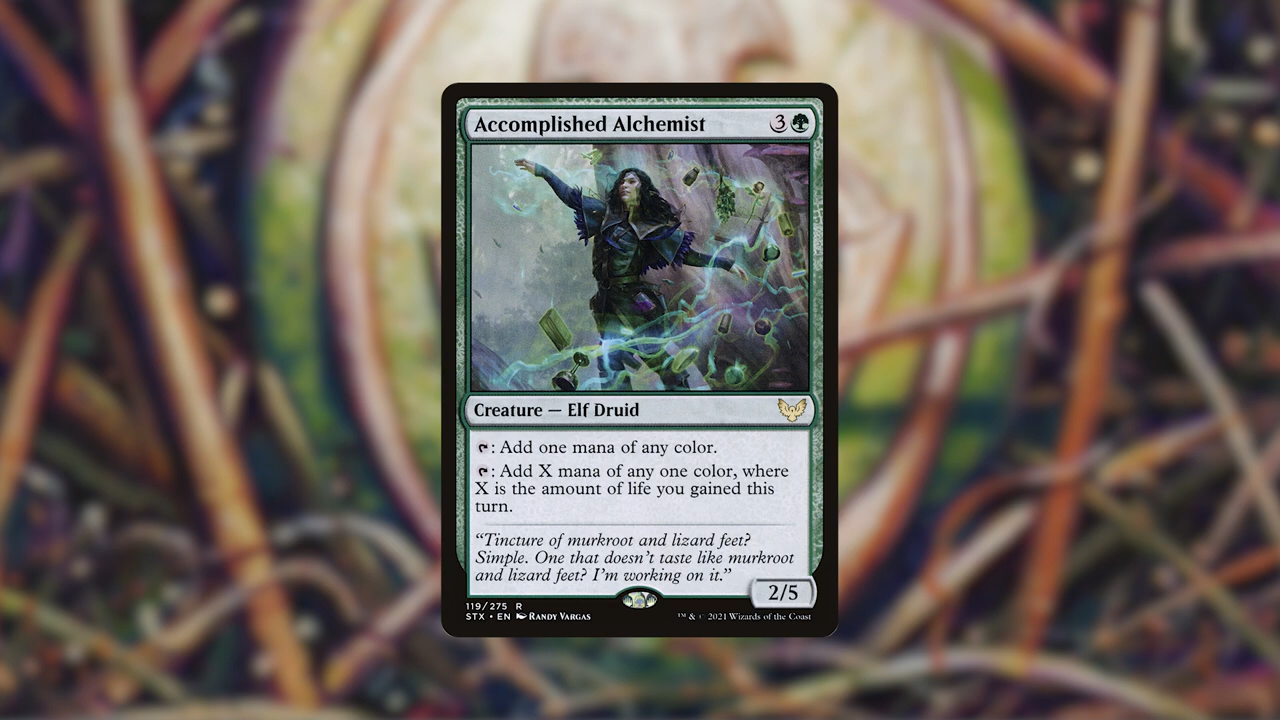 Accomplished Alchemist 3
Creature — Elf Druid
: Add one mana of any color.
: Add X mana of any one color, where
X is the amount of life you gained this
turn.
“Tincture of murkroot and lizard feet?
Simple. One that doesn’t taste like murkroot
and lizard feet? I’m working on it.”
2/5
119/275 R
STX • EN RANDY VARGAS
™ & © 2021 Wizards of the Coast